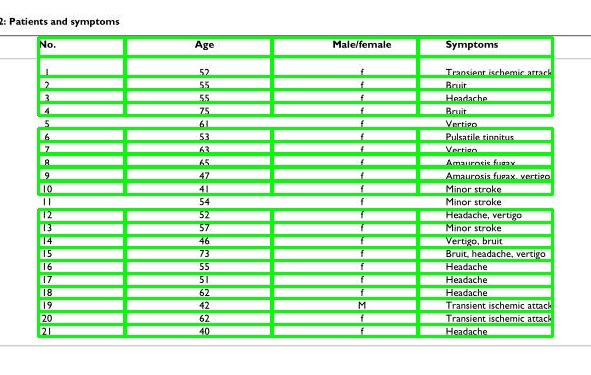 2: Patients and symptoms
No. Age Male/female Symptoms
1 52 f Transient ischemic attack
2 55 f Bruit
3 55 f Headache
4 75 f Bruit
5 61 f Vertigo
6 53 f Pulsatile tinnitus
7 63 f Vertigo
8 65 f Amaurosis fugax
9 47 f Amaurosis fugax, vertigo
10 41 f Minor stroke
11 54 f Minor stroke
12 52 f Headache, vertigo
13 57 f Minor stroke
14 46 f Vertigo, bruit
15 73 f Bruit, headache, vertigo
16 55 f Headache
17 51 f Headache
18 62 f Headache
19 42 M Transient ischemic attack
20 62 f Transient ischemic attack
21 40 f Headache